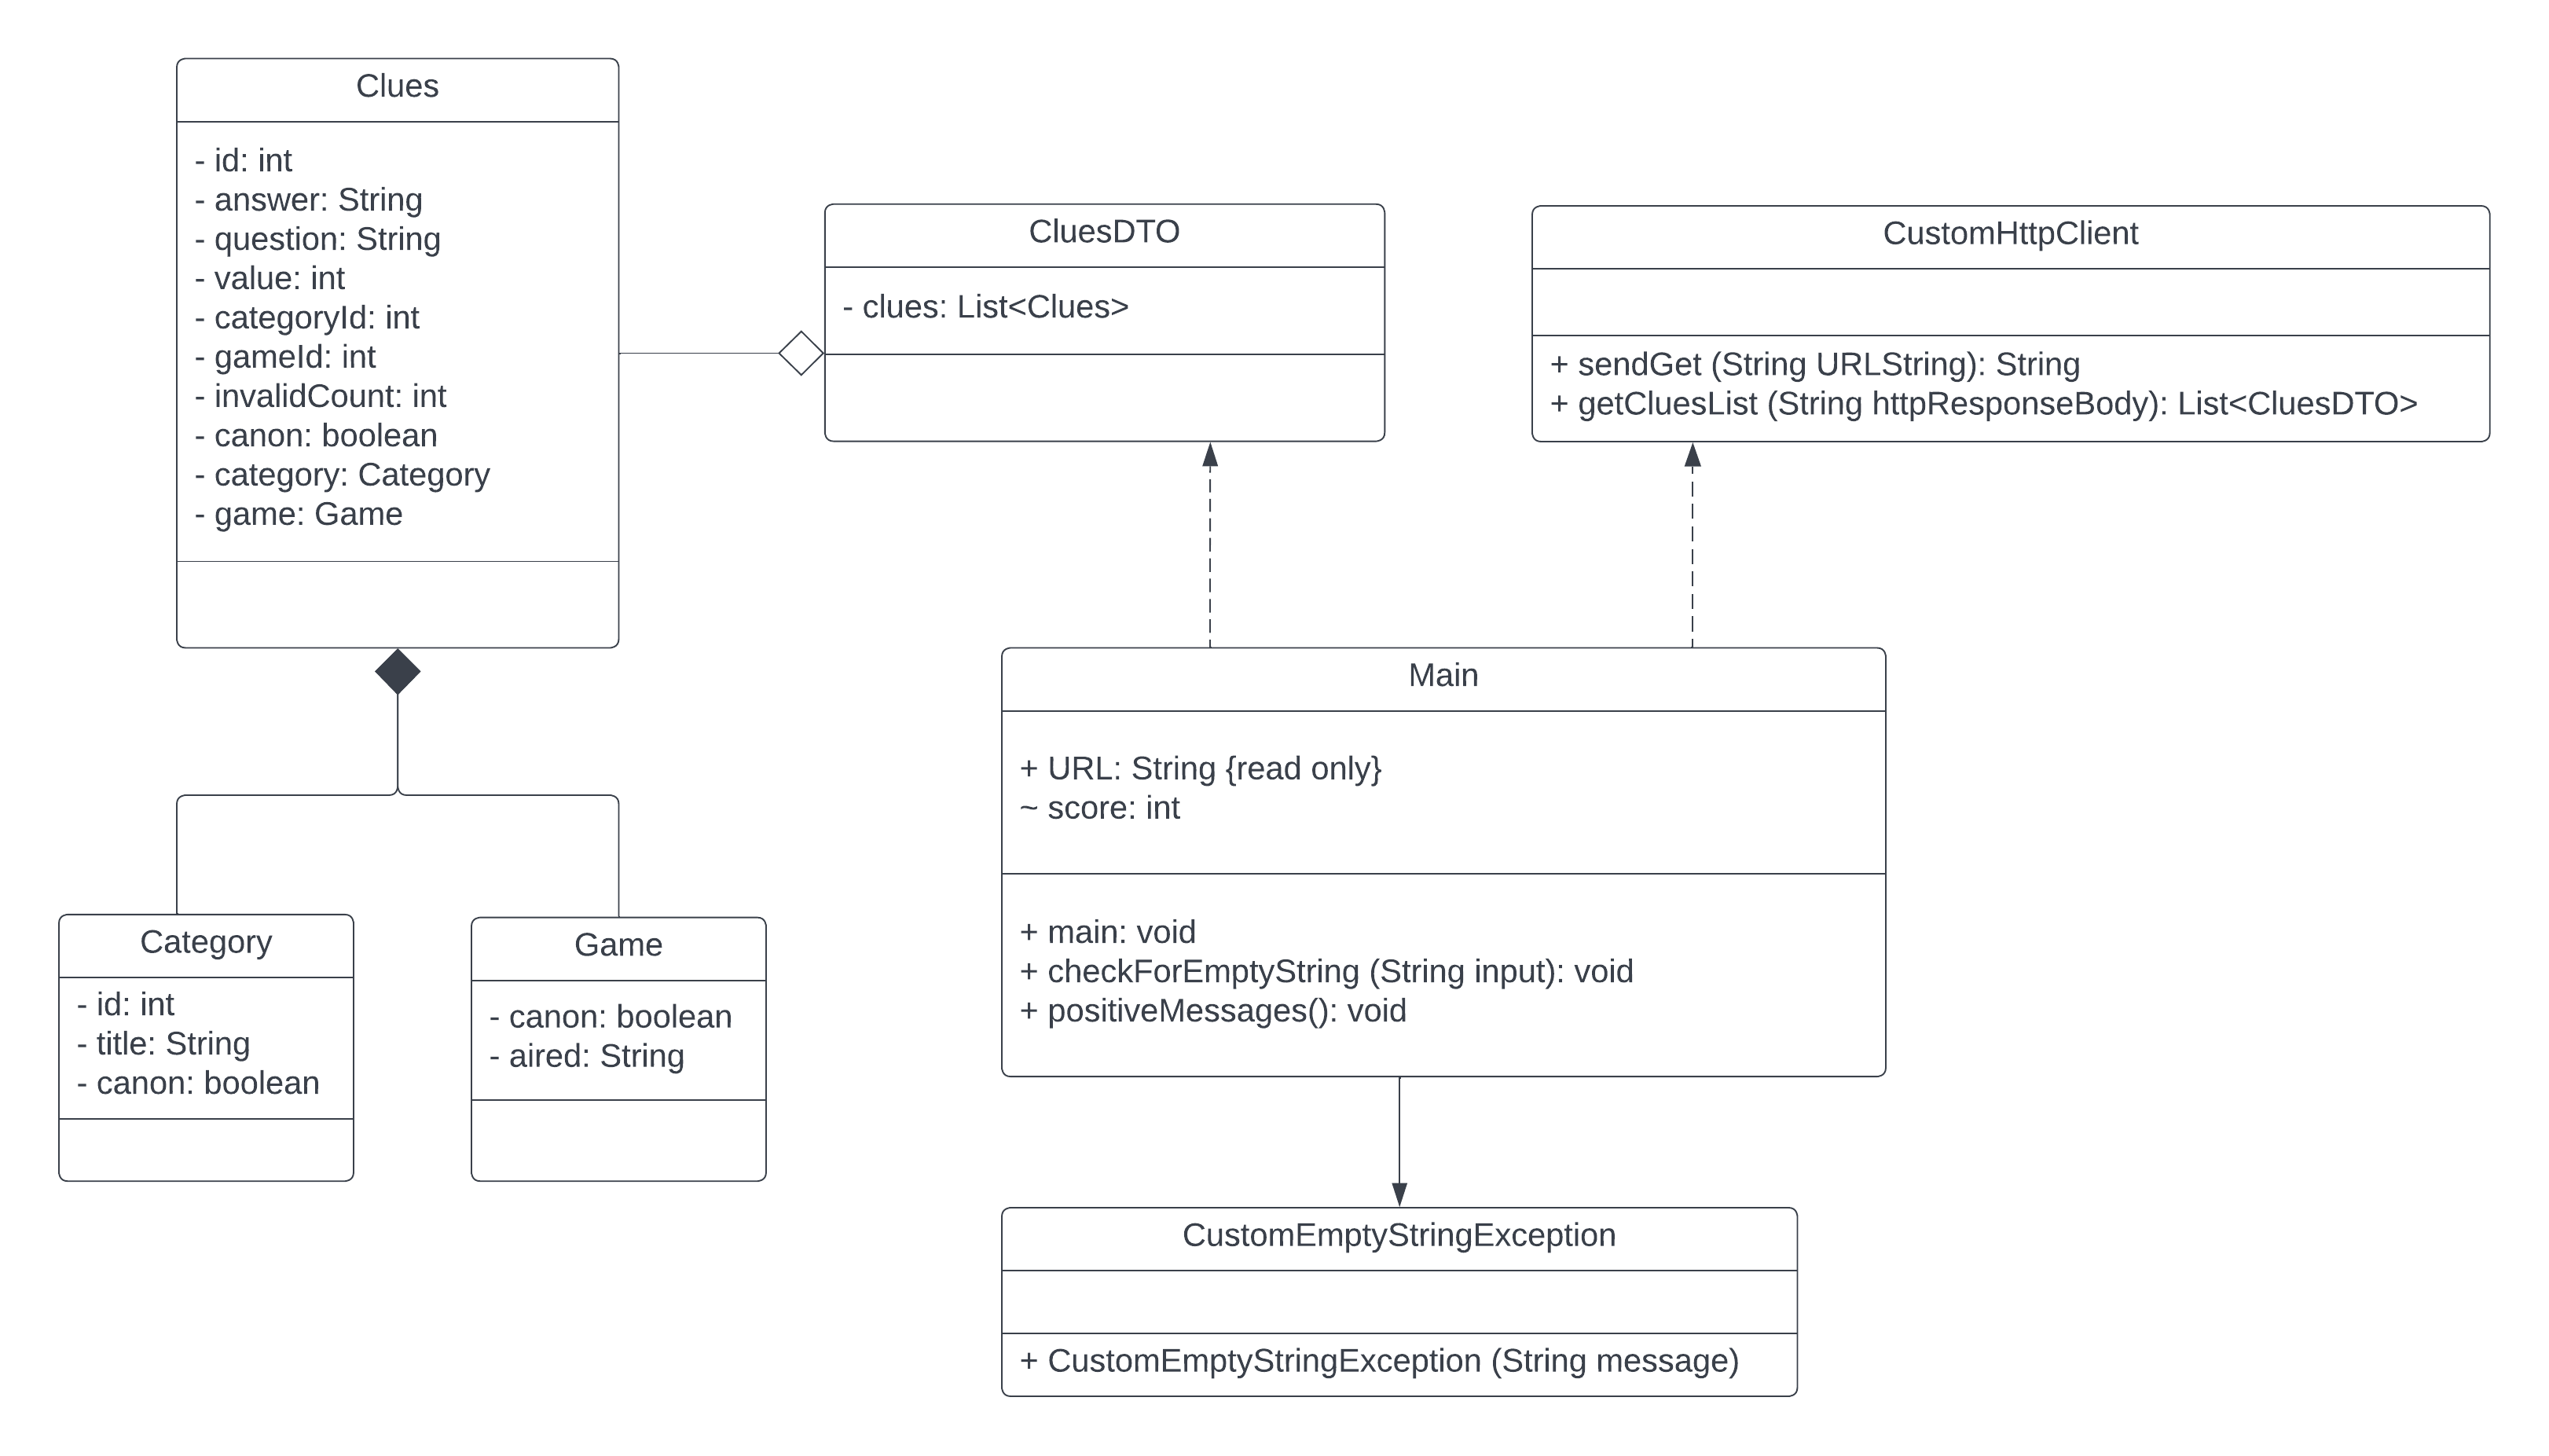 Clues
- id: int
- answer: String
- question: String
- value: int
- categoryId: int
- gameId: int
- invalidCount: int
- canon: boolean
- category: Category
- game: Game
CluesDTO
- clues: List<Clues>
CustomHttpClient
+ sendGet (String URLString): String
+ getCluesList (String httpResponseBody): List<CluesDTO>
Main
+ URL: String {read only}
~ score: int
+ main: void
+ checkForEmptyString (String input): void
+ positiveMessages(): void
Category
- id: int
- title: String
- canon: boolean
Game
- canon: boolean
- aired: String
CustomEmptyStringException
+ CustomEmptyStringException (String message)